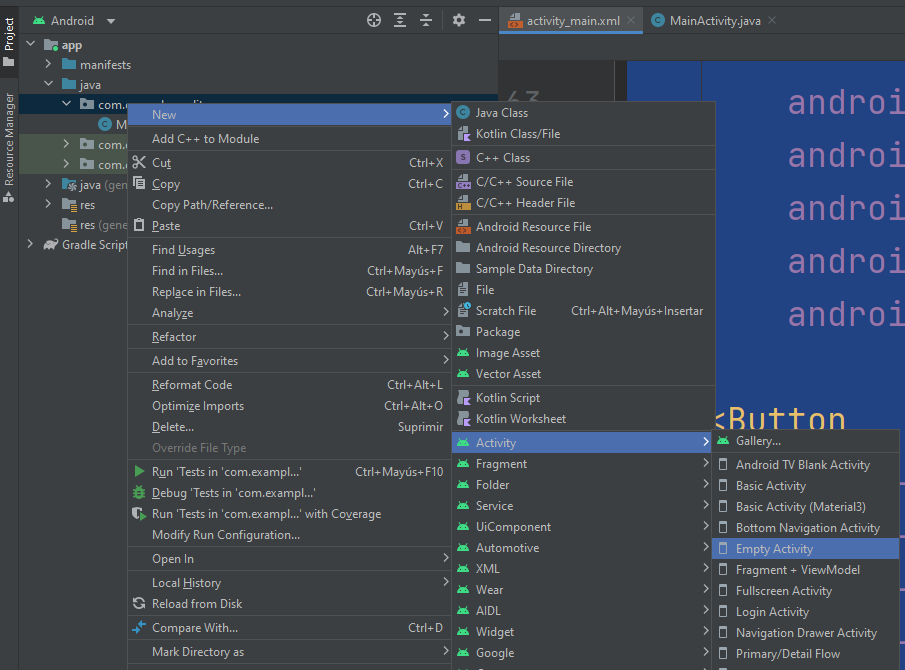 Project
Resource Manager
Android
app
manifests
java
M
com.
com.
java (gen
res
res (gene
Gradle Script
activity_main.xml
MainActivity.java
androi
androi
androi
androi
androi
<Button
New
Add C++ to Module
Cut Ctrl+X
Copy Ctrl+C
Copy Path/Reference...
Paste Ctrl+V
Find Usages Alt+F7
Find in Files... Ctrl+Mayús+F
Replace in Files... Ctrl+Mayús+R
Analyze
Refactor
Add to Favorites
Reformat Code Ctrl+Alt+L
Optimize Imports Ctrl+Alt+O
Delete... Suprimir
Override File Type
Run 'Tests in 'com.exampl...' Ctrl+Mayús+F10
Debug 'Tests in 'com.exampl...'
Run 'Tests in 'com.exampl...' with Coverage
Modify Run Configuration...
Open In
Local History
Reload from Disk
Compare With... Ctrl+D
Mark Directory as
Java Class
Kotlin Class/File
C++ Class
C/C++ Source File
C/C++ Header File
Android Resource File
Android Resource Directory
Sample Data Directory
File
Scratch File Ctrl+Alt+Mayús+Insertar
Package
Image Asset
Vector Asset
Kotlin Script
Kotlin Worksheet
Activity
Fragment
Folder
Service
UiComponent
Automotive
XML
Wear
AIDL
Widget
Google
Gallery...
Android TV Blank Activity
Basic Activity
Basic Activity (Material3)
Bottom Navigation Activity
Empty Activity
Fragment + ViewModel
Fullscreen Activity
Login Activity
Navigation Drawer Activity
Primary/Detail Flow